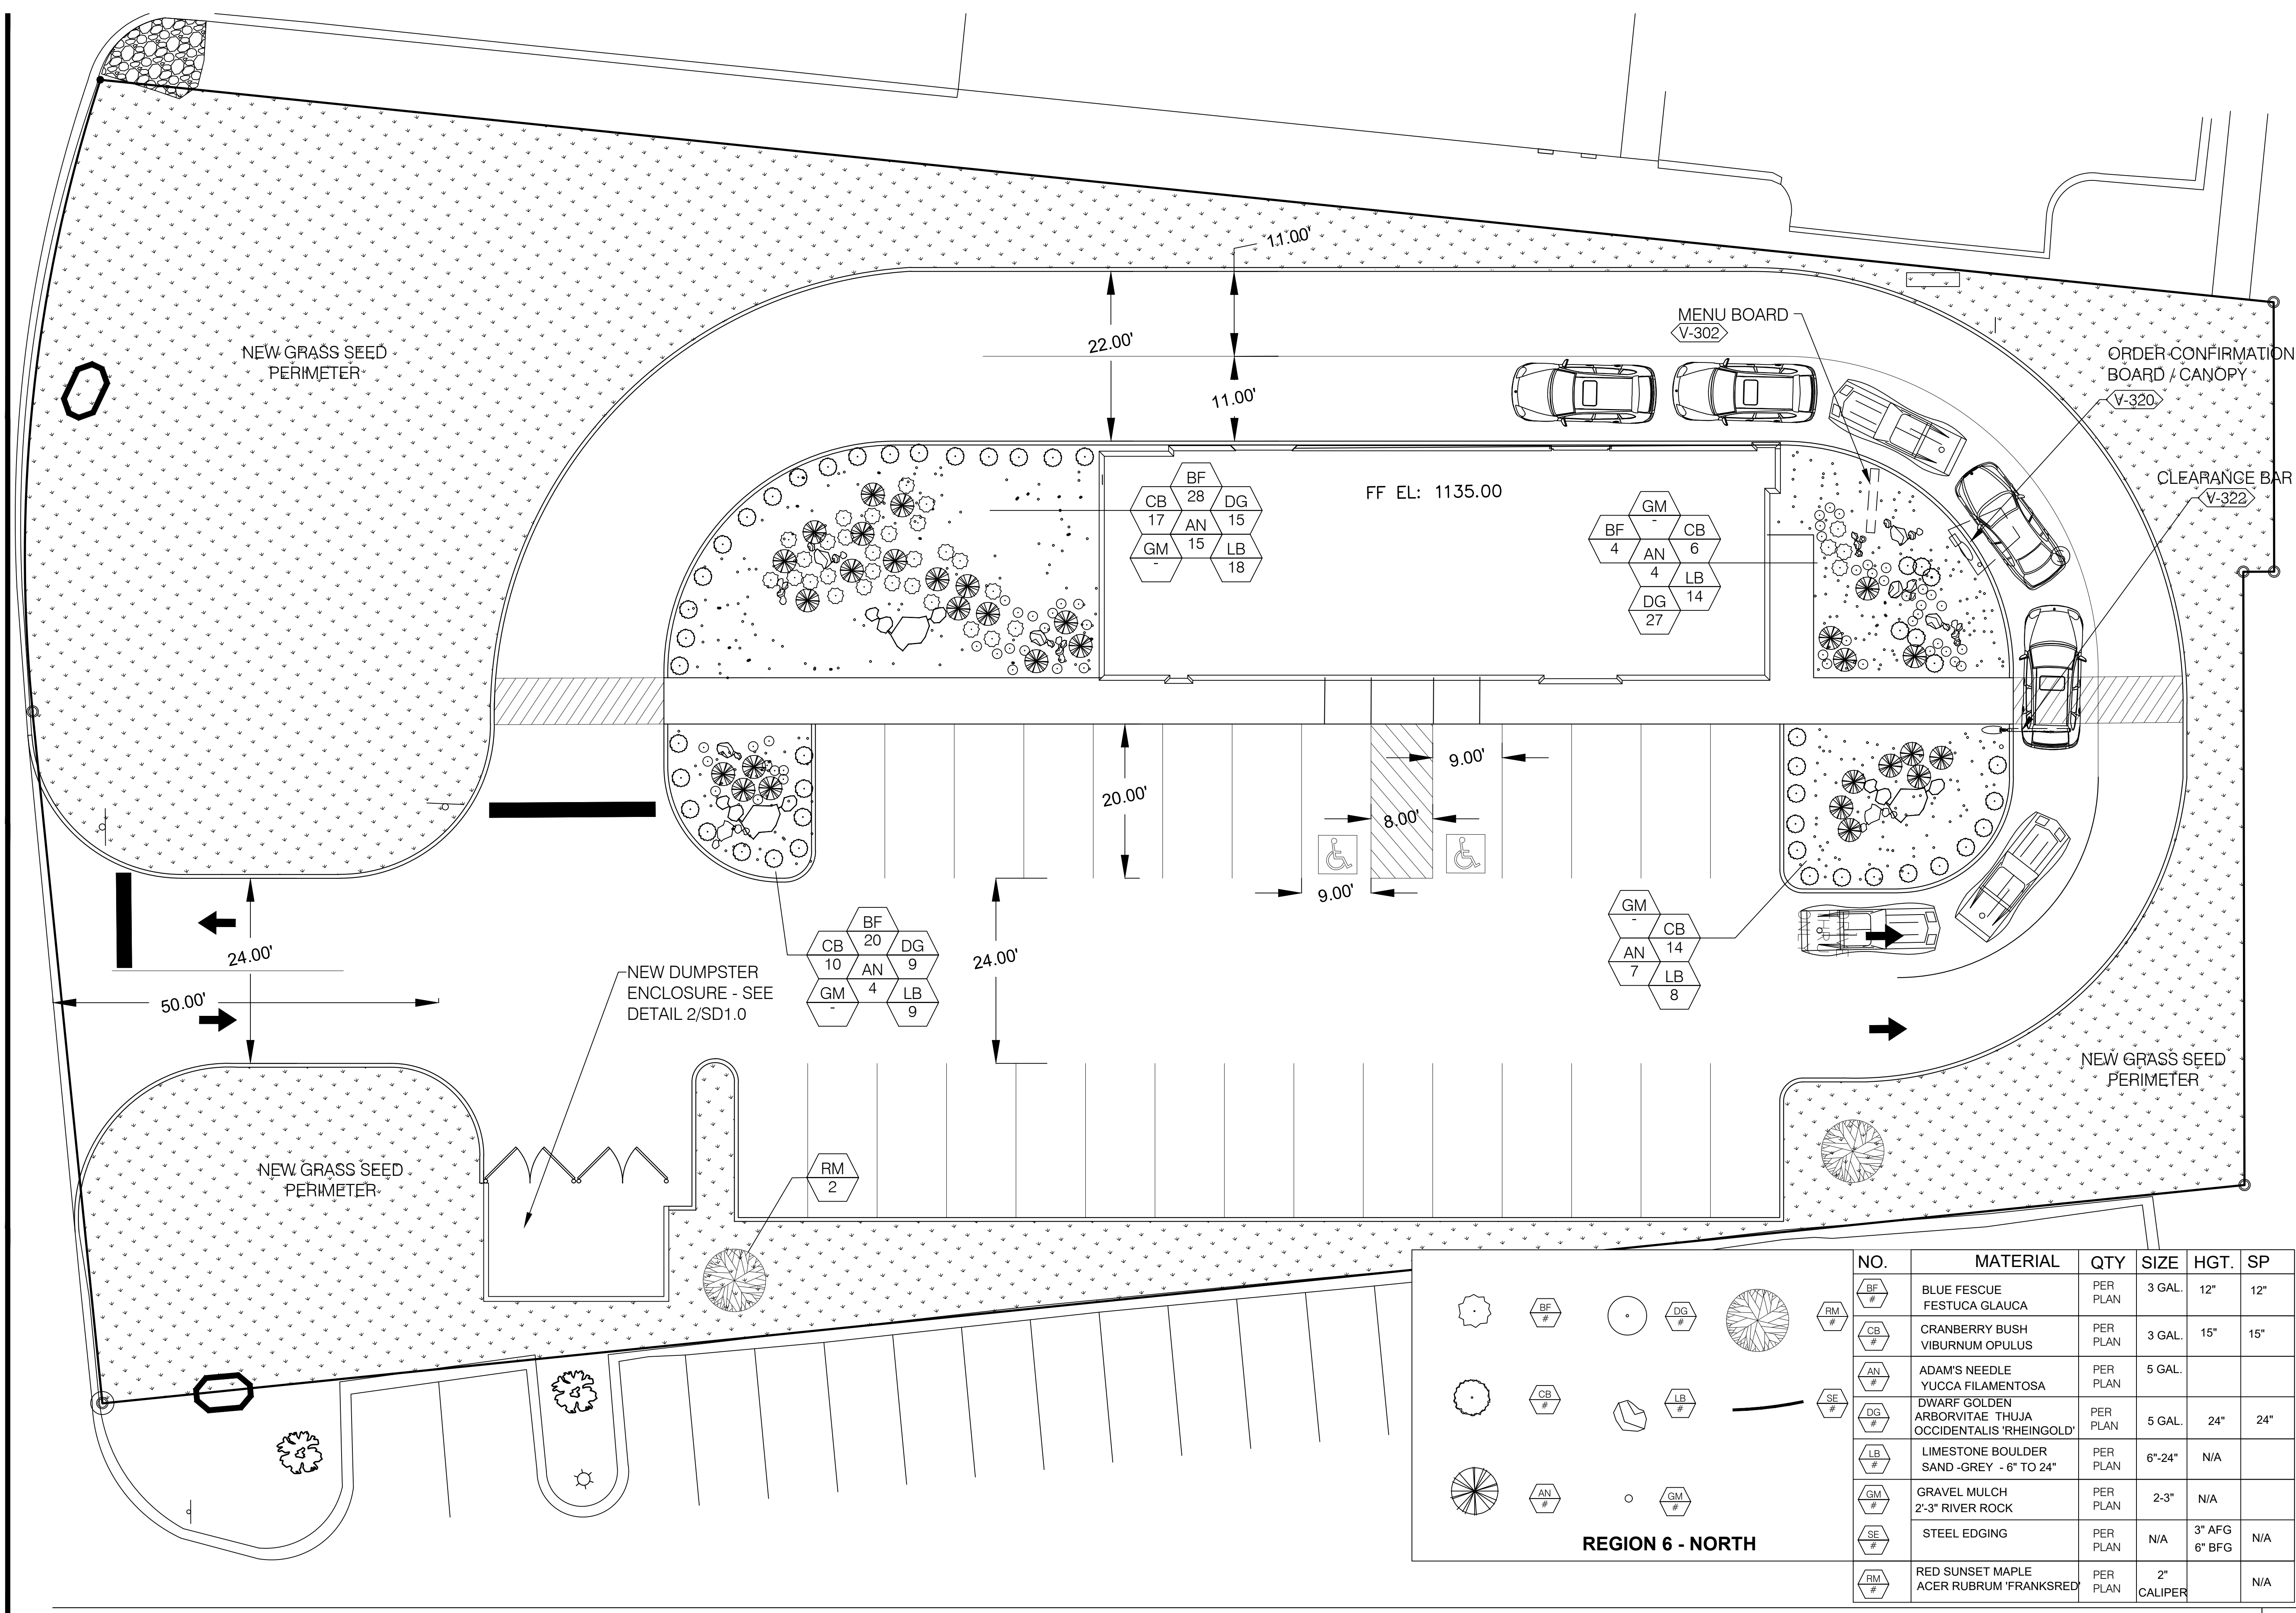 11.00'
22.00'
11.00'
MENU BOARD
V-302
NEW GRASS SEED
PERIMETER
ORDER CONFIRMATION
BOARD / CANOPY
V-320
CLEARANCE BAR
V-322
FF EL: 1135.00
BF
28
CB
17
DG
15
AN
15
GM
-
LB
18
GM
-
BF
4
CB
6
AN
4
LB
14
DG
27
9.00'
20.00'
8.00'
9.00'
24.00'
50.00'
24.00'
BF
20
CB
10
DG
9
AN
4
GM
-
LB
9
GM
-
CB
14
AN
7
LB
8
NEW DUMPSTER
ENCLOSURE - SEE
DETAIL 2/SD1.0
NEW GRASS SEED
PERIMETER
NEW GRASS SEED
PERIMETER
RM
2
BF
#
DG
#
RM
#
CB
#
LB
#
SE
#
AN
#
GM
#
REGION 6 - NORTH
NO. MATERIAL QTY SIZE HGT. SP
BF # BLUE FESCUE PER PLAN 3 GAL. 12" 12"
FESTUCA GLAUCA
CB # CRANBERRY BUSH PER PLAN 3 GAL. 15" 15"
VIBURNUM OPULUS
AN # ADAM'S NEEDLE PER PLAN 5 GAL.
YUCCA FILAMENTOSA
DG # DWARF GOLDEN PER PLAN 5 GAL. 24" 24"
ARBORVITAE THUJA
OCCIDENTALIS 'RHEINGOLD'
LB # LIMESTONE BOULDER PER PLAN 6"-24" N/A
SAND -GREY - 6" TO 24"
GM # GRAVEL MULCH PER PLAN 2-3" N/A
2'-3" RIVER ROCK
SE # STEEL EDGING PER PLAN N/A 3" AFG N/A
6" BFG
RM # RED SUNSET MAPLE PER PLAN 2" CALIPER N/A
ACER RUBRUM 'FRANKSRED'